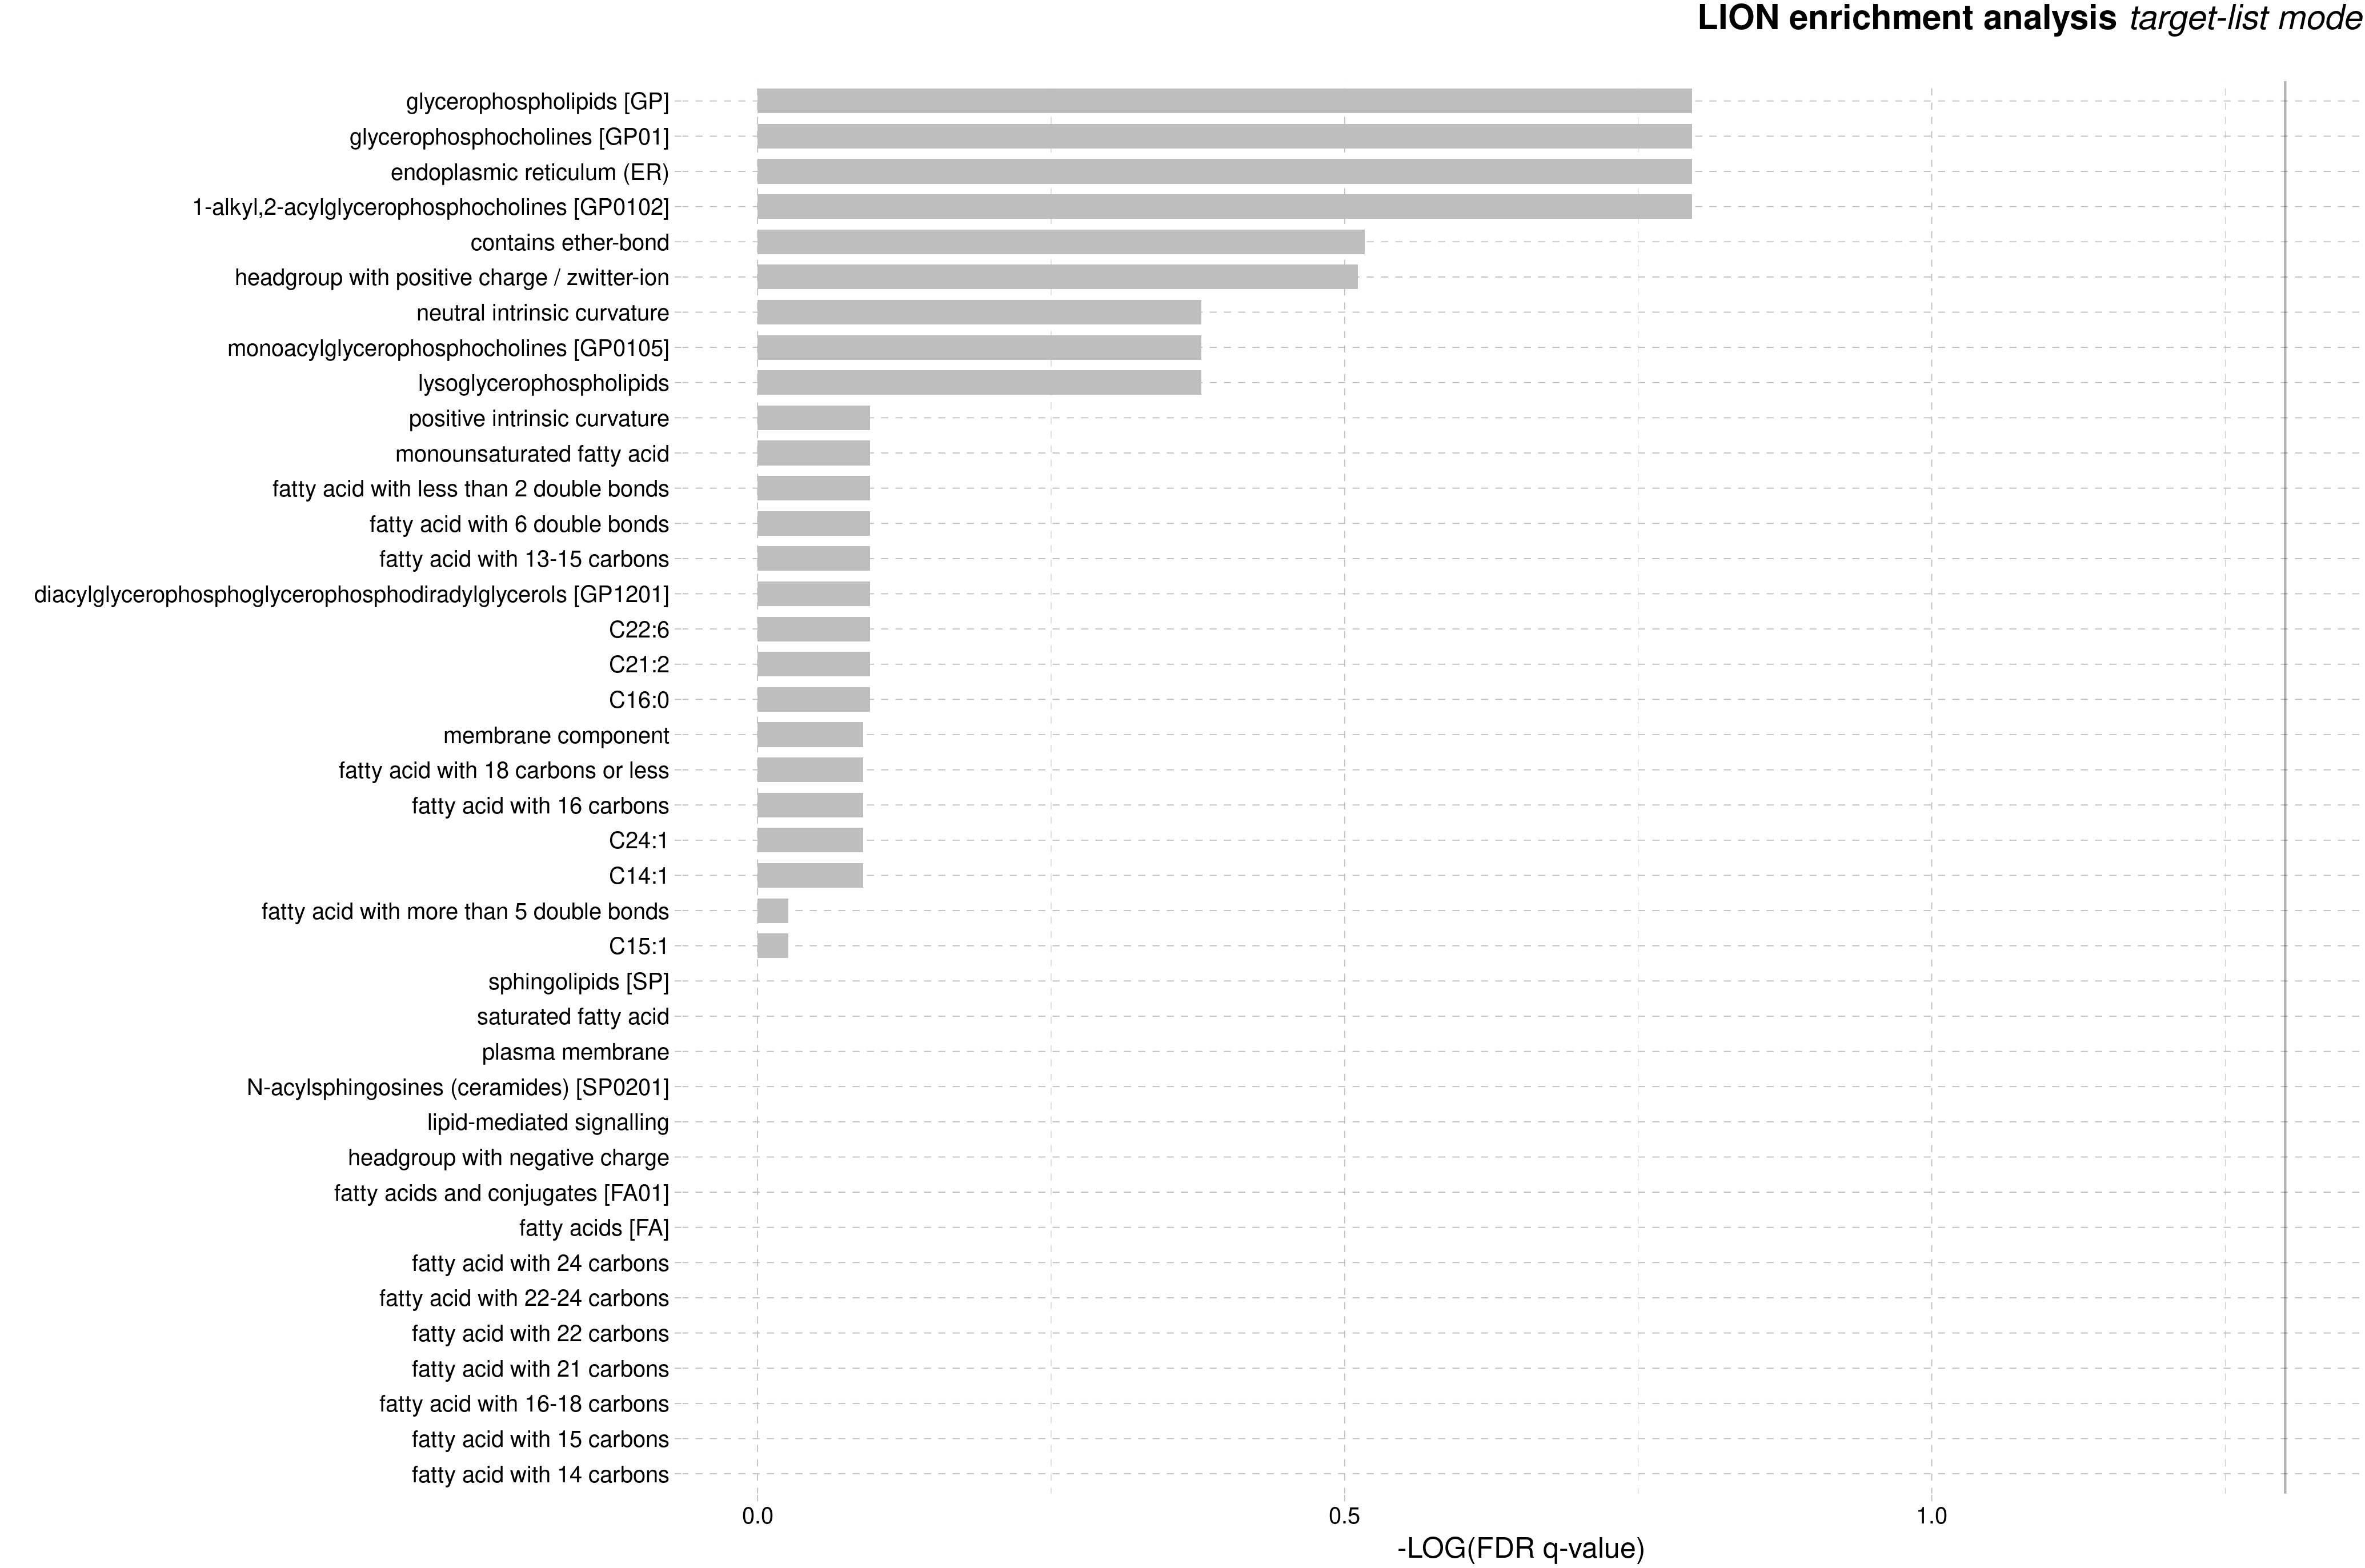 LION enrichment analysis target-list mode
glycerophospholipids [GP]
glycerophosphocholines [GP01]
endoplasmic reticulum (ER)
1-alkyl,2-acylglycerophosphocholines [GP0102]
contains ether-bond
headgroup with positive charge / zwitter-ion
neutral intrinsic curvature
monoacylglycerophosphocholines [GP0105]
lysoglycerophospholipids
positive intrinsic curvature
monounsaturated fatty acid
fatty acid with less than 2 double bonds
fatty acid with 6 double bonds
fatty acid with 13-15 carbons
diacylglycerophosphoglycerophosphodiradylglycerols [GP1201]
C22:6
C21:2
C16:0
membrane component
fatty acid with 18 carbons or less
fatty acid with 16 carbons
C24:1
C14:1
fatty acid with more than 5 double bonds
C15:1
sphingolipids [SP]
saturated fatty acid
plasma membrane
N-acylsphingosines (ceramides) [SP0201]
lipid-mediated signalling
headgroup with negative charge
fatty acids and conjugates [FA01]
fatty acids [FA]
fatty acid with 24 carbons
fatty acid with 22-24 carbons
fatty acid with 22 carbons
fatty acid with 21 carbons
fatty acid with 16-18 carbons
fatty acid with 15 carbons
fatty acid with 14 carbons
0.0 0.5 1.0
-LOG(FDR q-value)